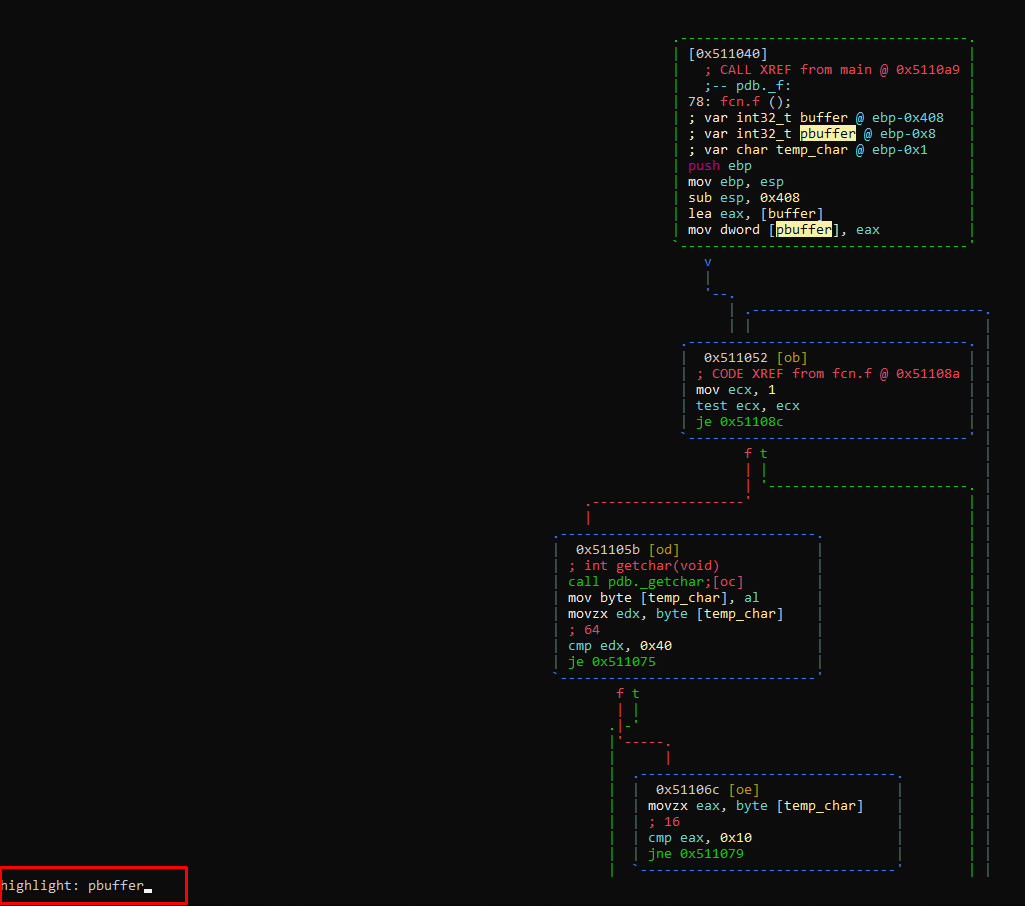 [0x511040]
; CALL XREF from main @ 0x5110a9
;-- pdb._f:
78: fcn.f ();
; var int32_t buffer @ ebp-0x408
; var int32_t pbuffer @ ebp-0x8
; var char temp_char @ ebp-0x1
push ebp
mov ebp, esp
sub esp, 0x408
lea eax, [buffer]
mov dword [pbuffer], eax
v
0x511052 [ob]
; CODE XREF from fcn.f @ 0x51108a
mov ecx, 1
test ecx, ecx
je 0x51108c
f t
0x51105b [od]
; int getchar(void)
call pdb._getchar;[oc]
mov byte [temp_char], al
movzx edx, byte [temp_char]
; 64
cmp edx, 0x40
je 0x511075
f t
0x51106c [oe]
movzx eax, byte [temp_char]
; 16
cmp eax, 0x10
jne 0x511079
highlight: pbuffer